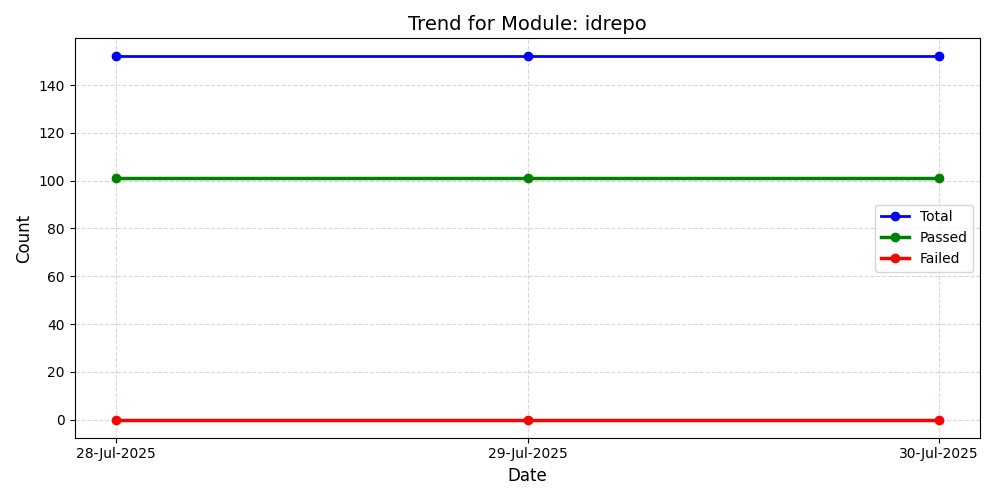 Trend for Module: idrepo
Count
140
120
100
80
60
40
20
0
Total
Passed
Failed
28-Jul-2025
29-Jul-2025
30-Jul-2025
Date